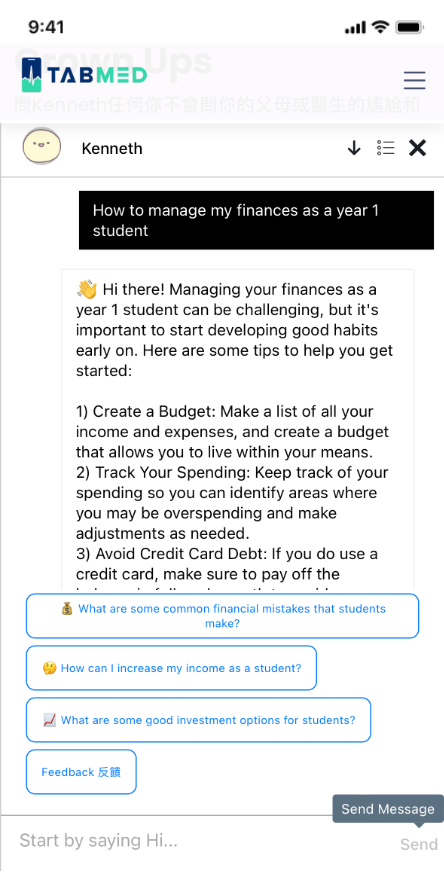 9:41
Grown Ups
TABMED
問Kenneth任何你不會問你的父母或醫生的尷尬和
Kenneth
How to manage my finances as a year 1
student
👋 Hi there! Managing your finances as a
year 1 student can be challenging, but it's
important to start developing good habits
early on. Here are some tips to help you get
started:
1) Create a Budget: Make a list of all your
income and expenses, and create a budget
that allows you to live within your means.
2) Track Your Spending: Keep track of your
spending so you can identify areas where
you may be overspending and make
adjustments as needed.
3) Avoid Credit Card Debt: If you do use a
credit card, make sure to pay off the
💰 What are some common financial mistakes that students
make?
🤔 How can I increase my income as a student?
📈 What are some good investment options for students?
Feedback 反饋
Send Message
Start by saying Hi...
Send